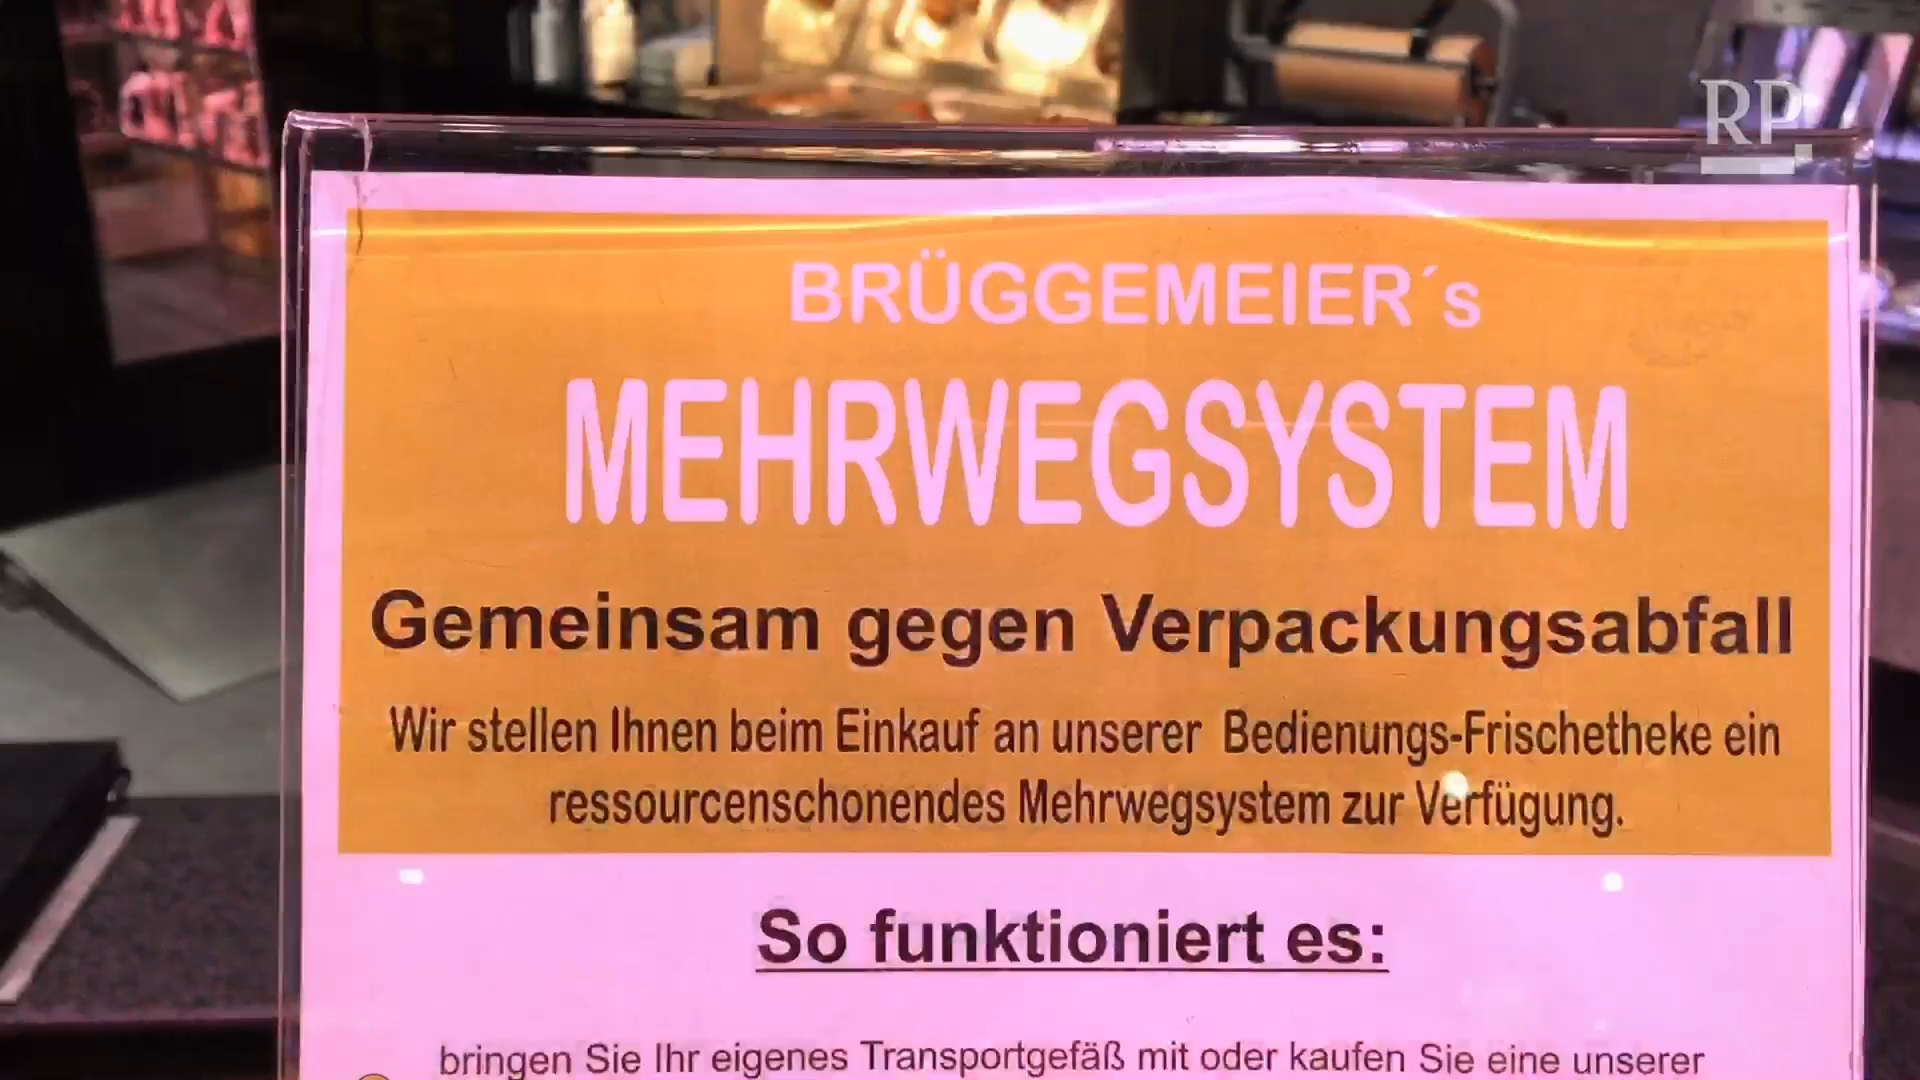 RP
BRÜGGEMEIER´s
MEHRWEGSYSTEM
Gemeinsam gegen Verpackungsabfall
Wir stellen Ihnen beim Einkauf an unserer Bedienungs-Frischetheke ein
ressourcenschonendes Mehrwegsystem zur Verfügung.
So funktioniert es:
bringen Sie Ihr eigenes Transportgefäß mit oder kaufen Sie eine unserer